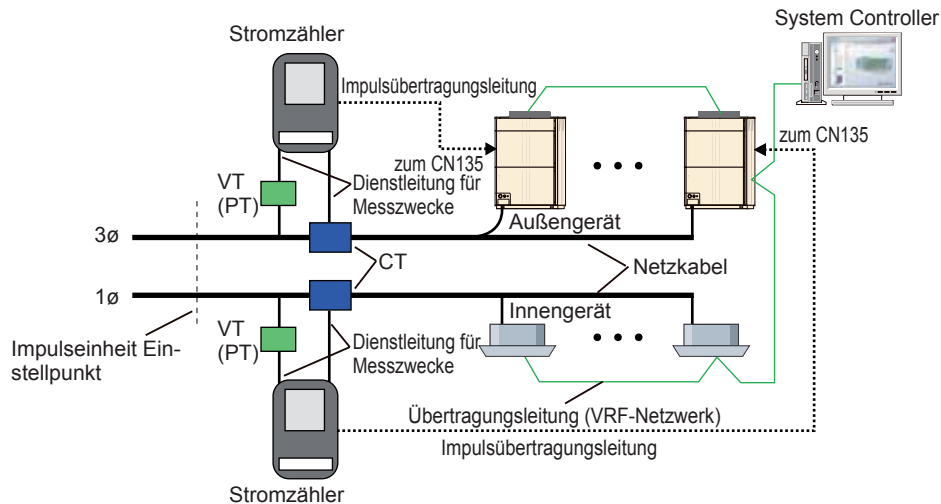 System Controller
Stromzähler
Impulsübertragungsleitung
zum CN135
zum CN135
VT
(PT)
Dienstleitung für
Messzwecke
Außengerät
3ø
CT
Netzkabel
1ø
Innengerät
VT
(PT)
Dienstleitung für
Messzwecke
Impulseinheit Ein-
stellpunkt
Übertragungsleitung (VRF-Netzwerk)
Impulsübertragungsleitung
Stromzähler